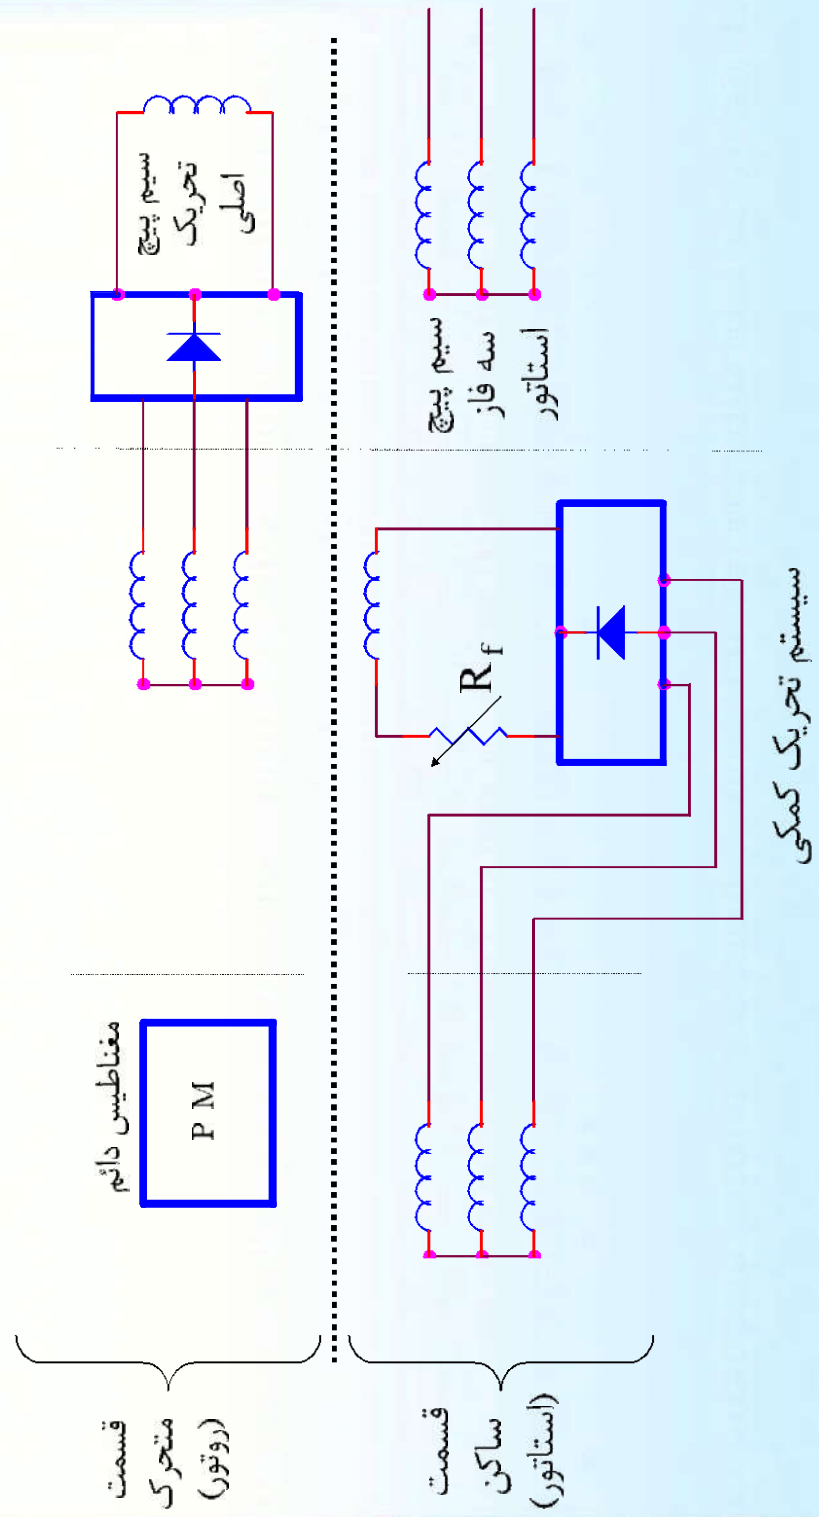 قسمت
متحرک
(روتور)
مغناطیس دائم
P M
سیم پیچ
تحریک
اصلی
قسمت
ساکن
(استاتور)
R f
سیم پیچ
سه فاز
استاتور
سیستم تحریک کمکی